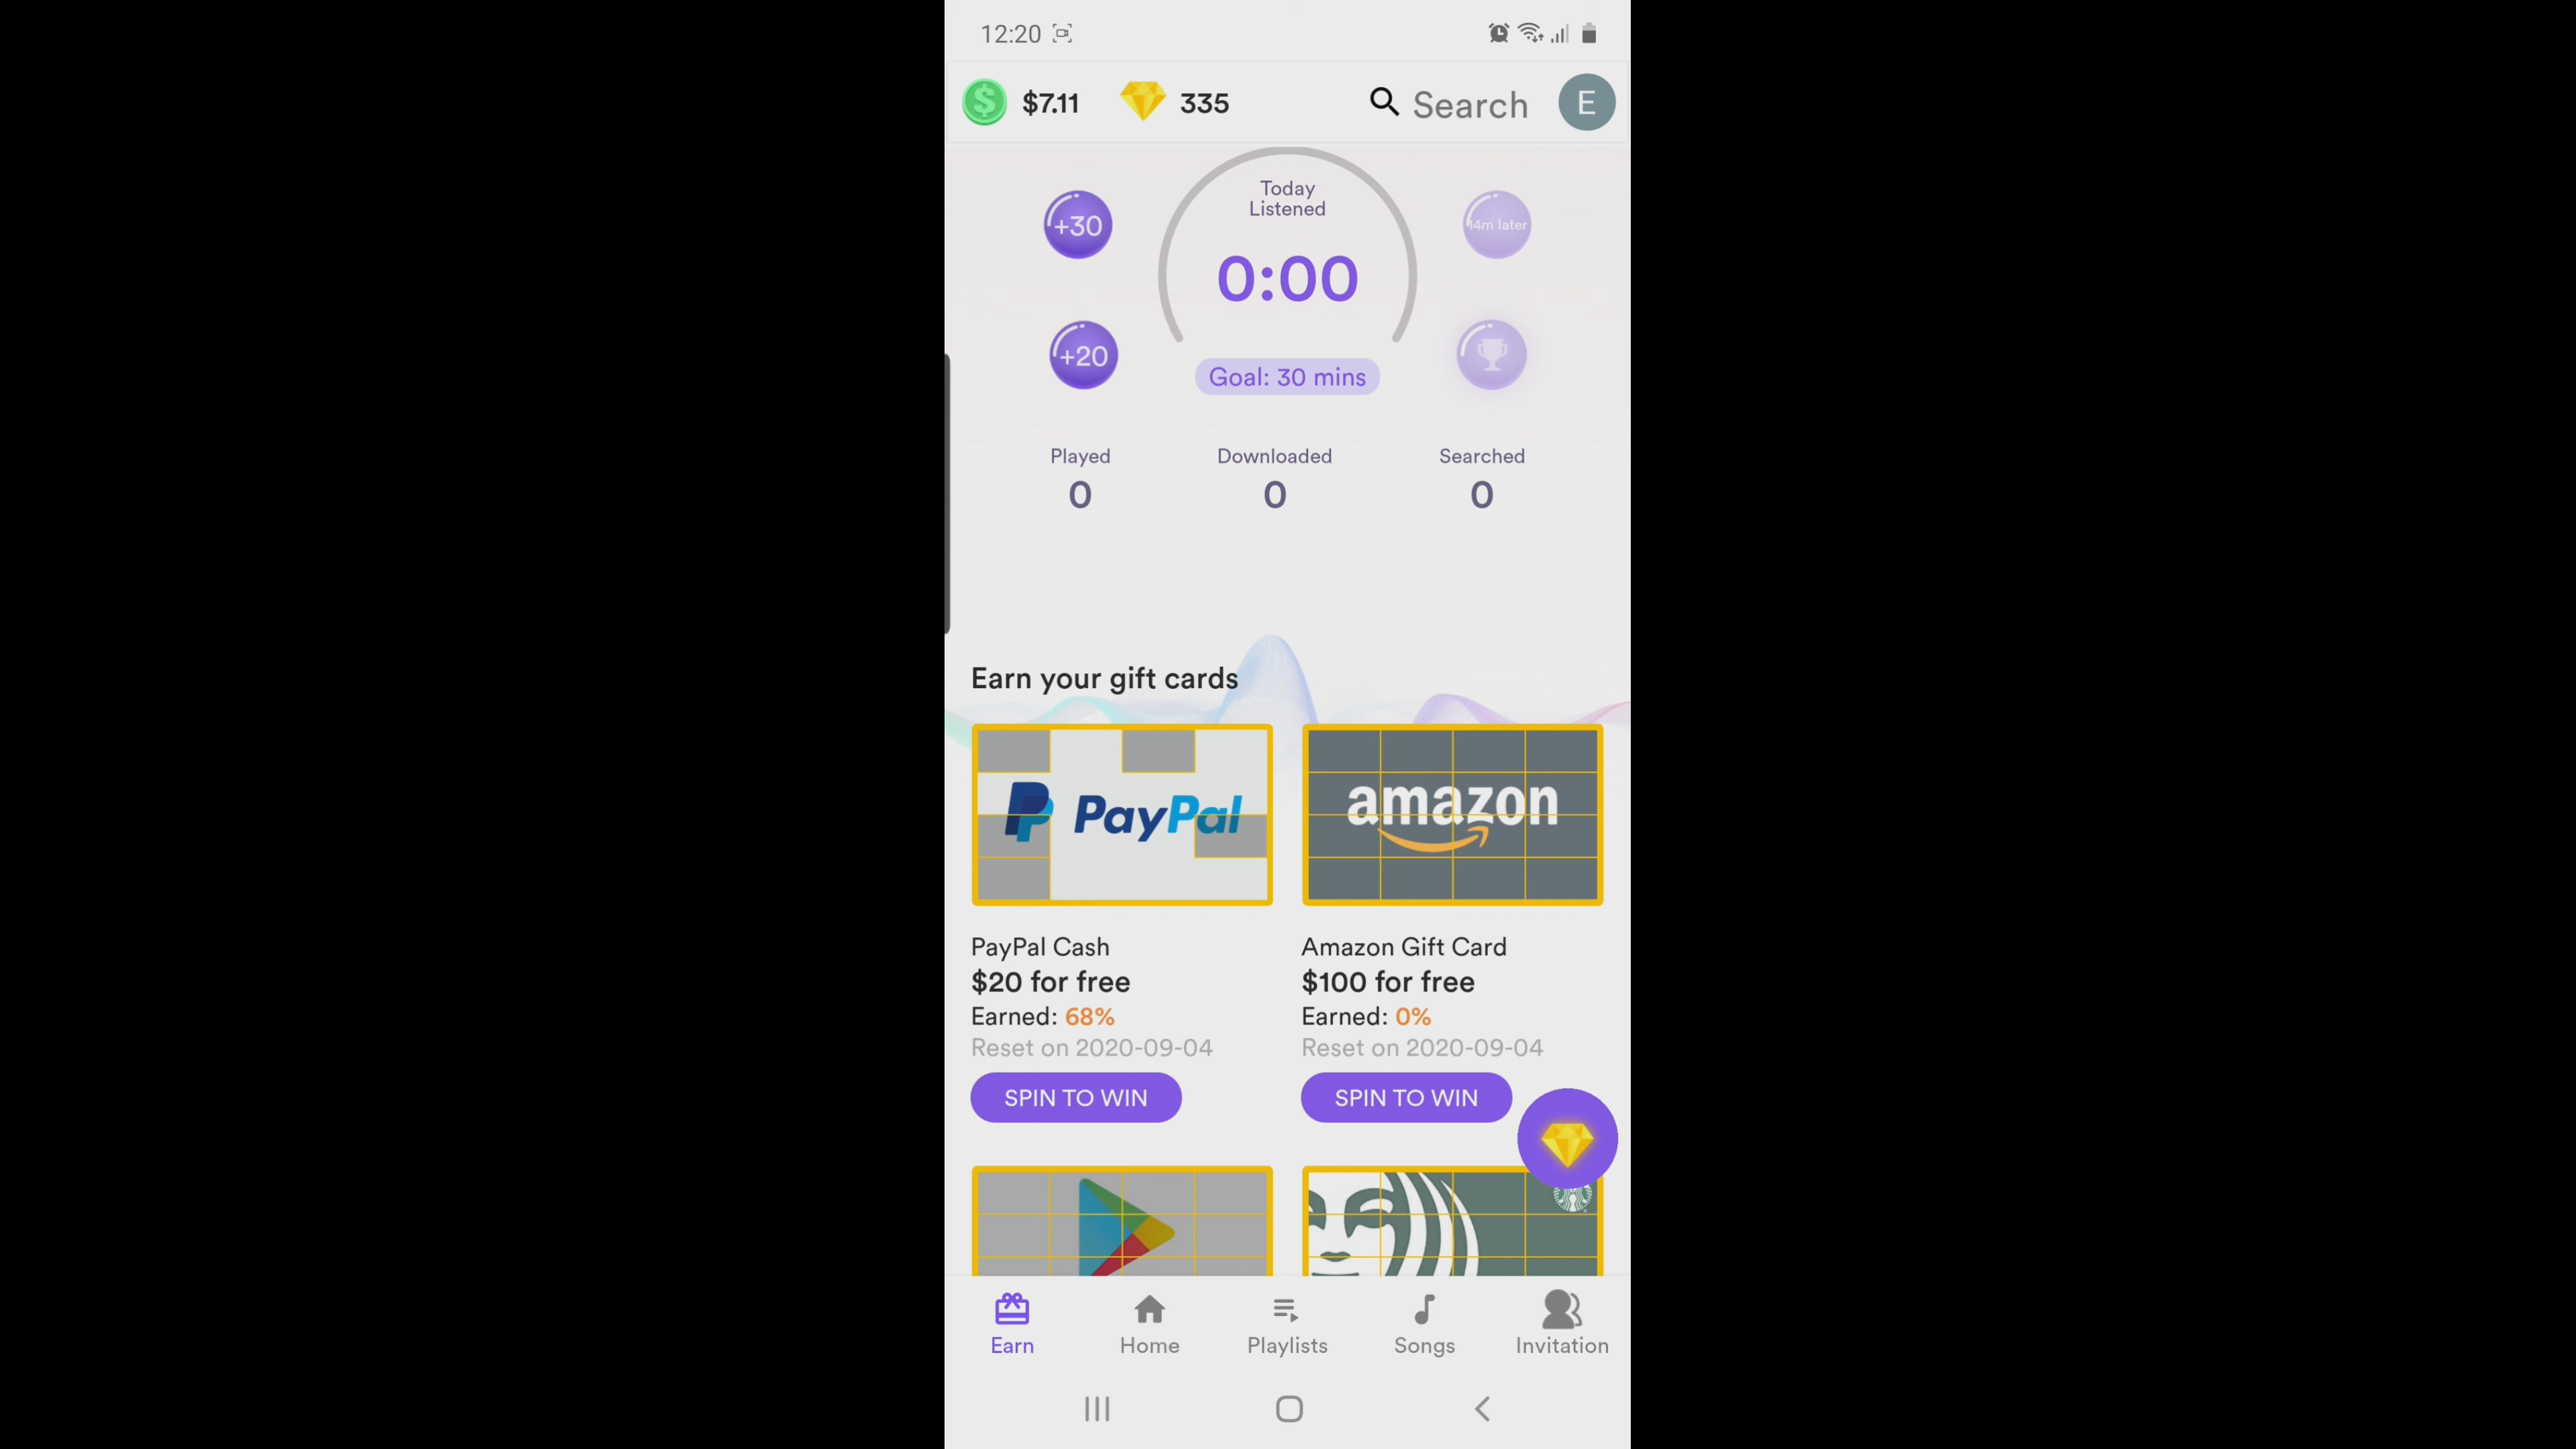 12:20
$7.11 335 Search E
Today
Listened
+30
14m later
0:00
+20
Goal: 30 mins
Played Downloaded Searched
0 0 0
Earn your gift cards
PayPal amazon
PayPal Cash Amazon Gift Card
$20 for free $100 for free
Earned: 68% Earned: 0%
Reset on 2020-09-04 Reset on 2020-09-04
SPIN TO WIN SPIN TO WIN
Earn Home Playlists Songs Invitation